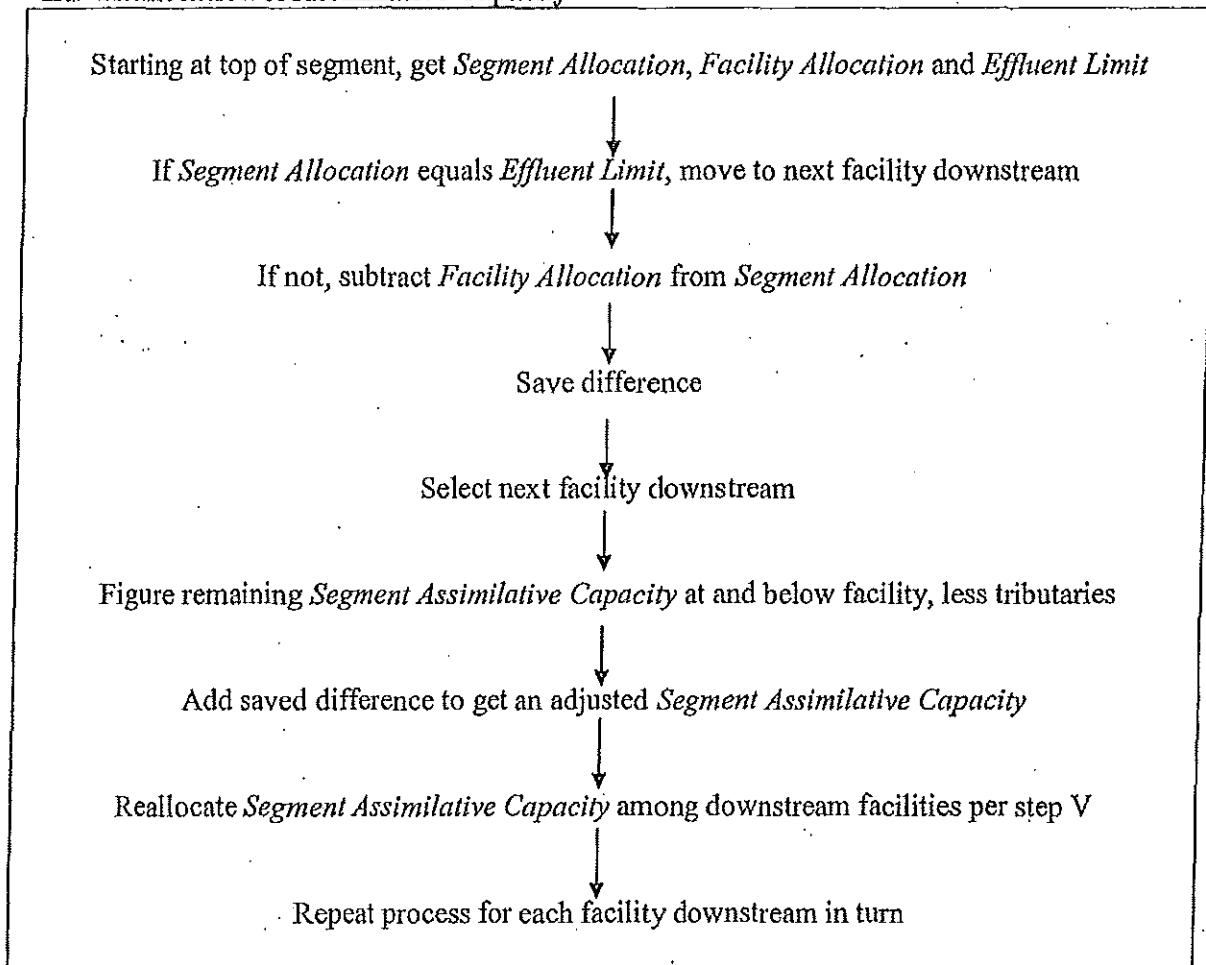 Starting at top of segment, get Segment Allocation, Facility Allocation and Effluent Limit
If Segment Allocation equals Effluent Limit, move to next facility downstream
If not, subtract Facility Allocation from Segment Allocation
Save difference
Select next facility downstream
Figure remaining Segment Assimilative Capacity at and below facility, less tributaries
Add saved difference to get an adjusted Segment Assimilative Capacity
Reallocate Segment Assimilative Capacity among downstream facilities per step V
Repeat process for each facility downstream in turn